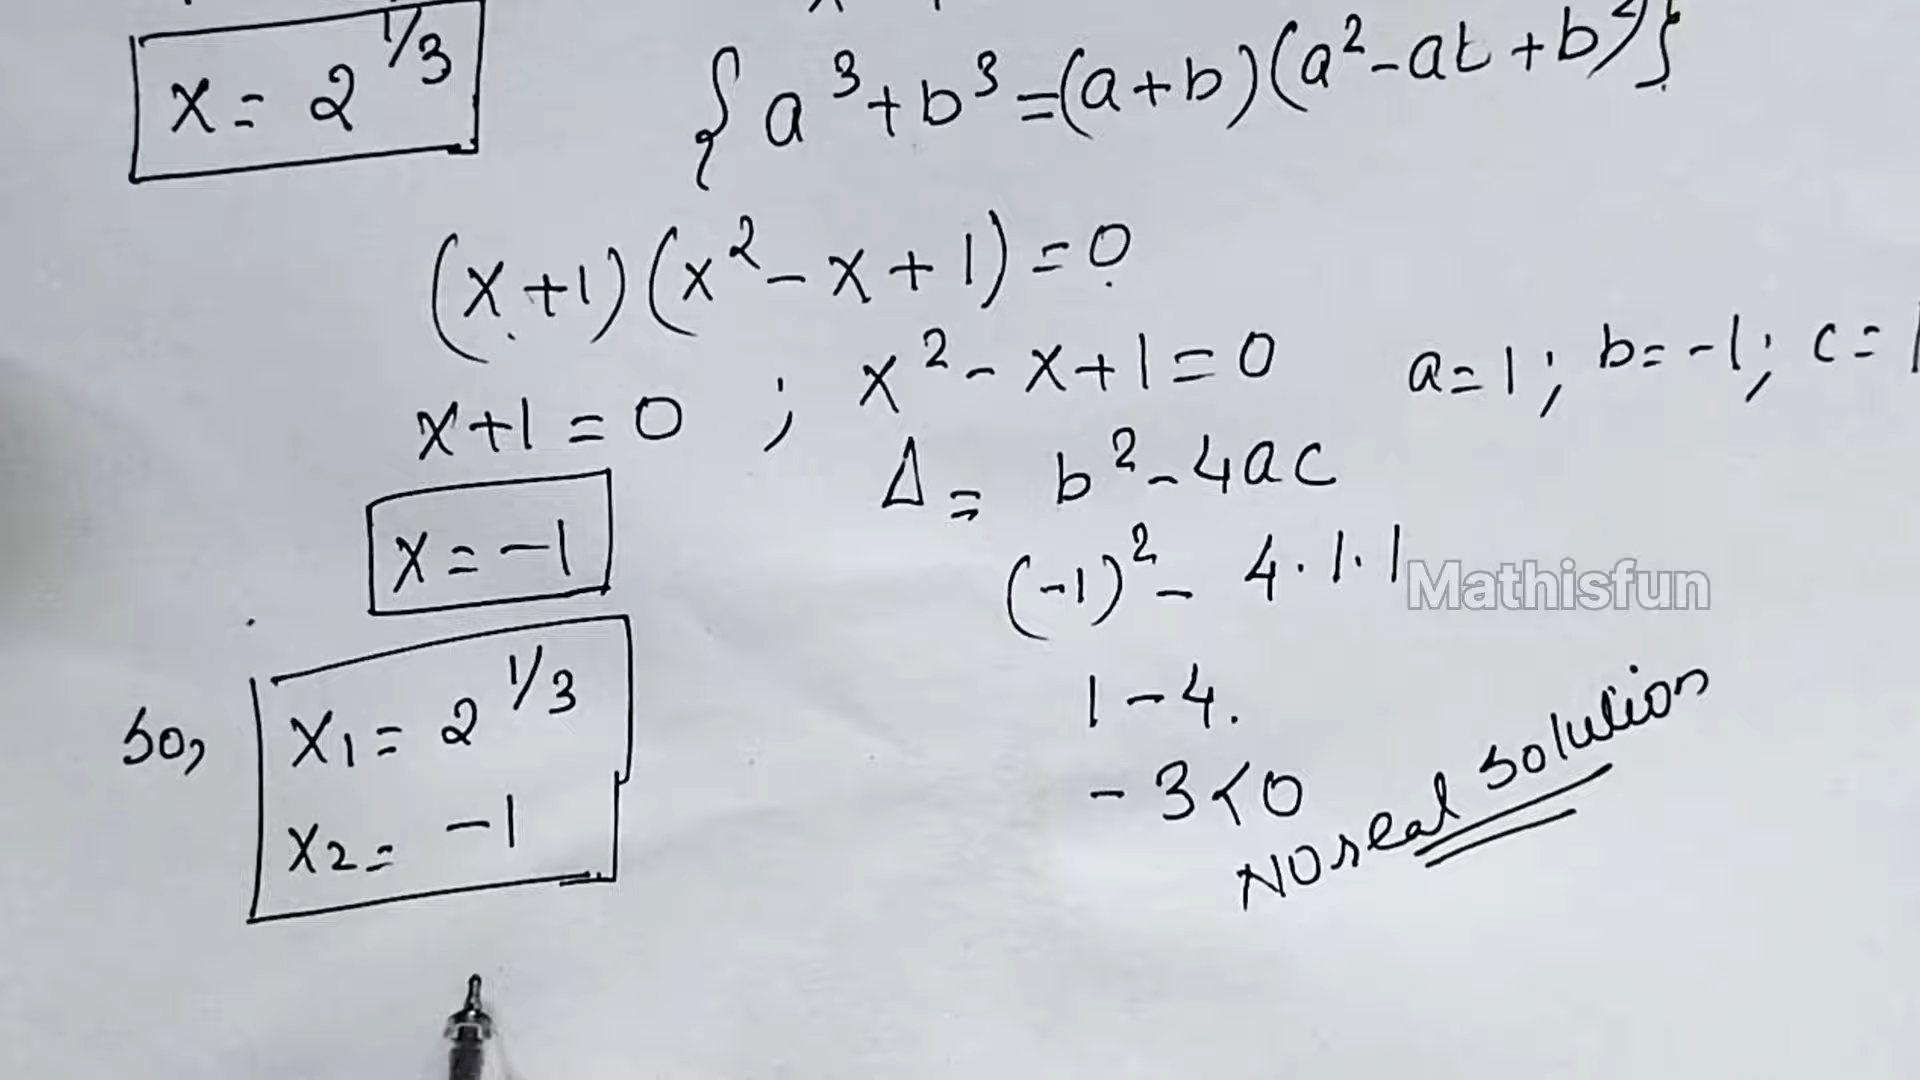 x = 2^{1/3}
{a³ + b³ = (a+b)(a² - ab + b²)}
(x+1)(x² - x + 1) = 0
x+1 = 0 ; x² - x + 1 = 0 a = 1 ; b = -1 ; c = 1
Δ = b² - 4ac
x = -1
(-1)² - 4 · 1 · 1
Mathisfun
1 - 4.
-3 < 0
No real solution
So,
x₁ = 2^{1/3}
x₂ = -1